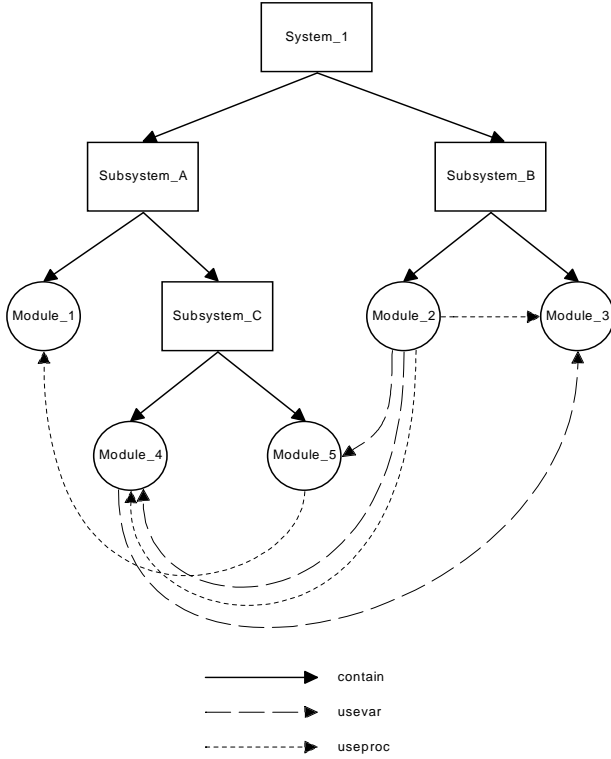 System_1
Subsystem_A
Subsystem_B
Module_1
Subsystem_C
Module_2
Module_3
Module_4
Module_5
contain
usevar
useproc